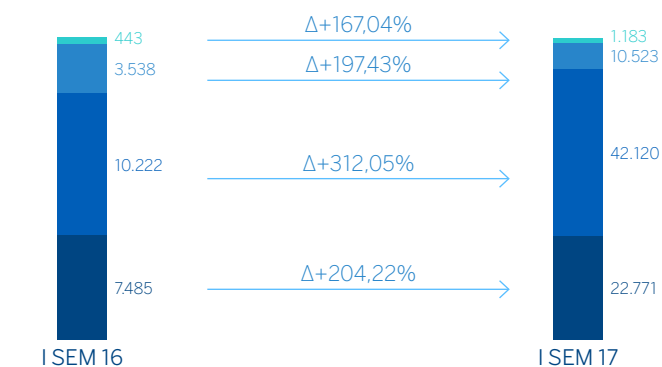 443
Δ+167,04%
1.183
3.538
Δ+197,43%
10.523
10.222
Δ+312,05%
42.120
7.485
Δ+204,22%
22.771
I SEM 16
I SEM 17